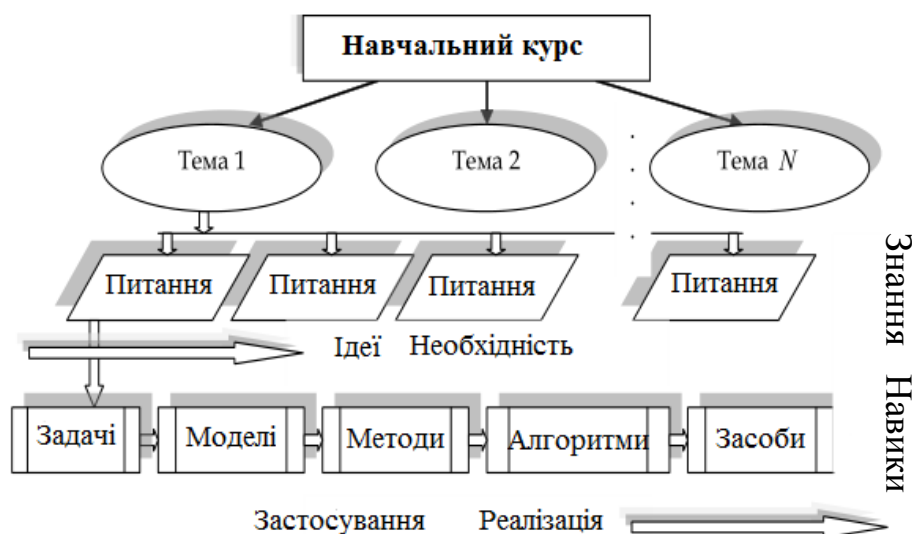 Навчальний курс
Тема 1 Тема 2 Тема N
Питання Питання Питання Питання
Ідеї Необхідність
Задачі Моделі Методи Алгоритми Засоби
Застосування Реалізація
Знання Навики